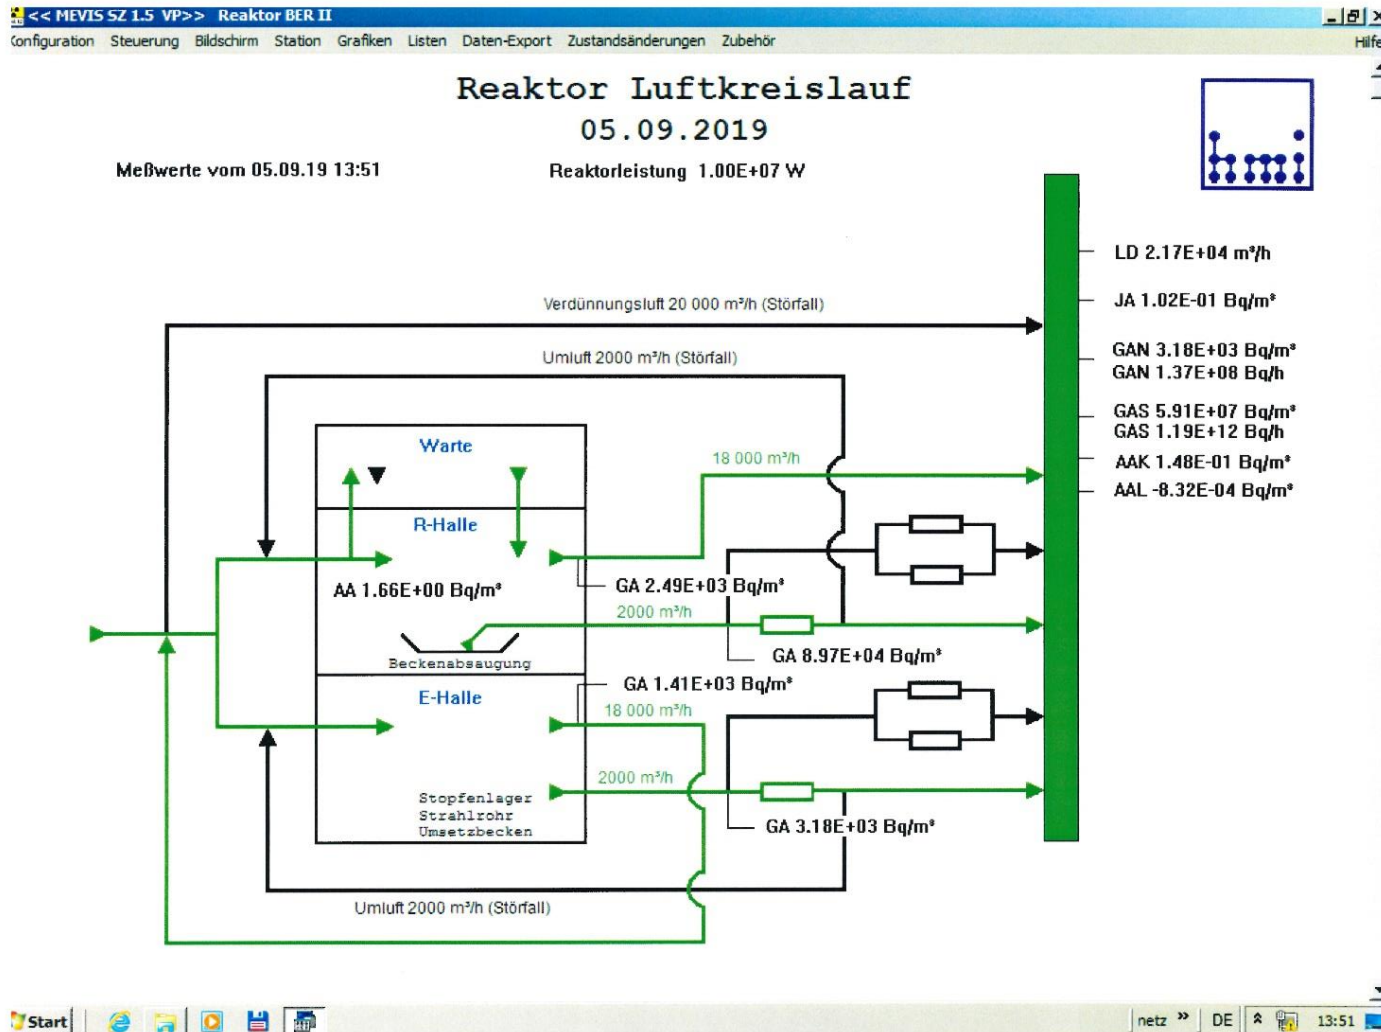 << MEVIS SZ 1.5 VP>> Reaktor BER II
Configuration Steuerung Bildschirm Station Grafiken Listen Daten-Export Zustandsänderungen Zubehör Hilfe
Reaktor Luftkreislauf
05.09.2019
Meßwerte vom 05.09.19 13:51
Reaktorleistung 1.00E+07 W
LD 2.17E+04 m³/h
JA 1.02E-01 Bq/m³
Verdünnungsluft 20 000 m³/h (Störfall)
Umluft 2000 m³/h (Störfall)
GAN 3.18E+03 Bq/m³
GAN 1.37E+08 Bq/h
GAS 5.91E+07 Bq/m³
GAS 1.19E+12 Bq/h
AAK 1.48E-01 Bq/m³
AAL -8.32E-04 Bq/m³
Warte
18 000 m³/h
R-Halle
AA 1.66E+00 Bq/m³
GA 2.49E+03 Bq/m³
2000 m³/h
Beckenabsaugung
GA 8.97E+04 Bq/m³
E-Halle
GA 1.41E+03 Bq/m³
18 000 m³/h
2000 m³/h
Stopfenlager
Strahlrohr
Umsetzbecken
GA 3.18E+03 Bq/m³
Umluft 2000 m³/h (Störfall)
Start
netz » DE 13:51